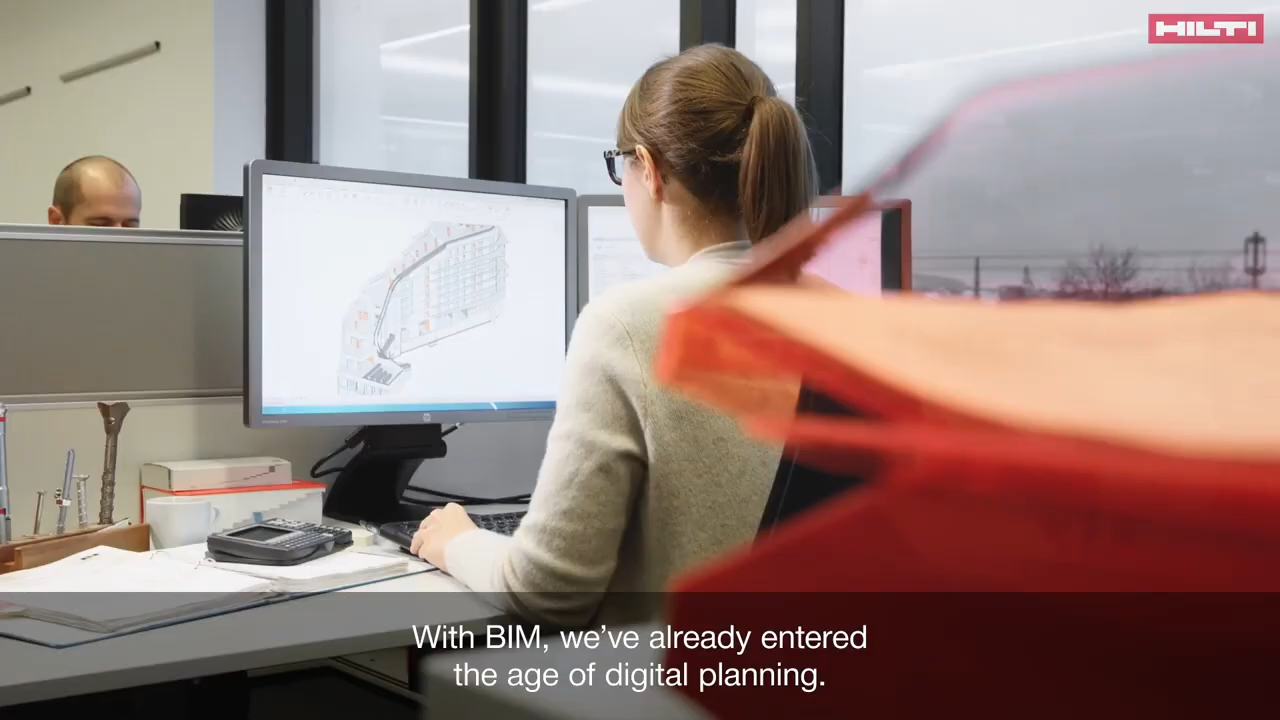 HILTI
With BIM, we've already entered
the age of digital planning.